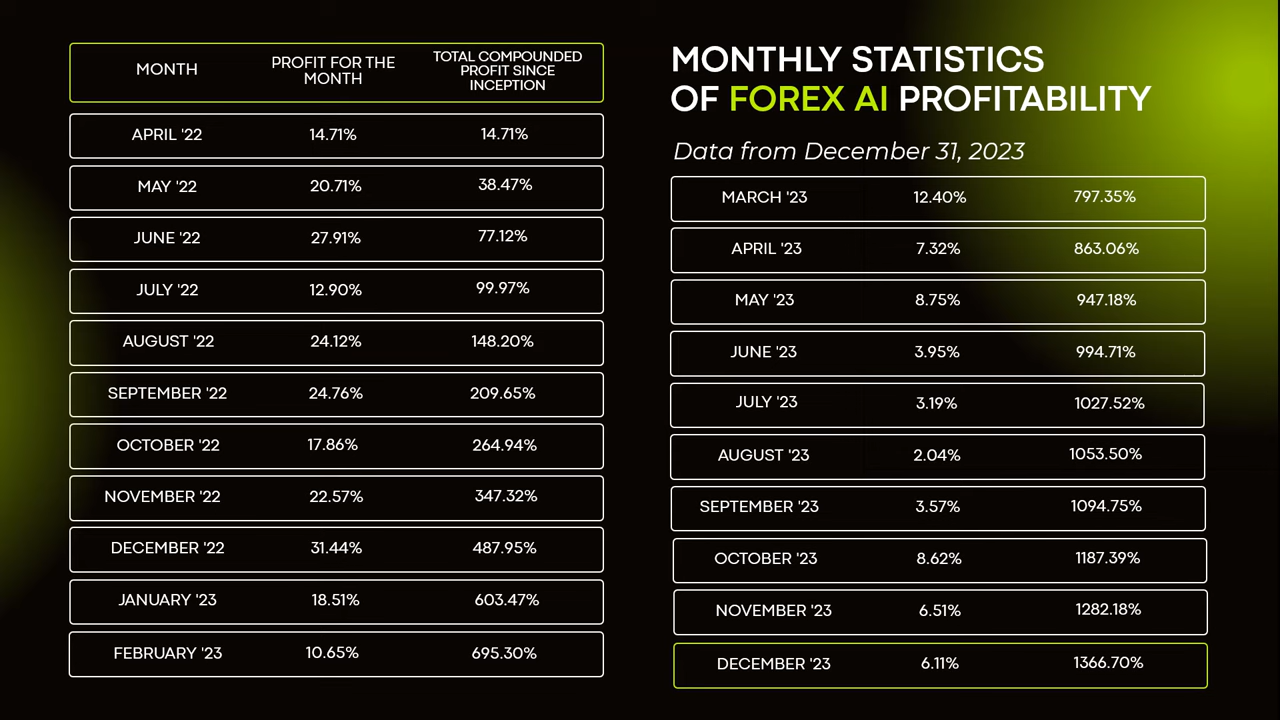 MONTH PROFIT FOR THE MONTH TOTAL COMPOUNDED PROFIT SINCE INCEPTION
APRIL '22 14.71% 14.71%
MAY '22 20.71% 38.47%
JUNE '22 27.91% 77.12%
JULY '22 12.90% 99.97%
AUGUST '22 24.12% 148.20%
SEPTEMBER '22 24.76% 209.65%
OCTOBER '22 17.86% 264.94%
NOVEMBER '22 22.57% 347.32%
DECEMBER '22 31.44% 487.95%
JANUARY '23 18.51% 603.47%
FEBRUARY '23 10.65% 695.30%
MONTHLY STATISTICS
OF FOREX AI PROFITABILITY
Data from December 31, 2023
MARCH '23 12.40% 797.35%
APRIL '23 7.32% 863.06%
MAY '23 8.75% 947.18%
JUNE '23 3.95% 994.71%
JULY '23 3.19% 1027.52%
AUGUST '23 2.04% 1053.50%
SEPTEMBER '23 3.57% 1094.75%
OCTOBER '23 8.62% 1187.39%
NOVEMBER '23 6.51% 1282.18%
DECEMBER '23 6.11% 1366.70%